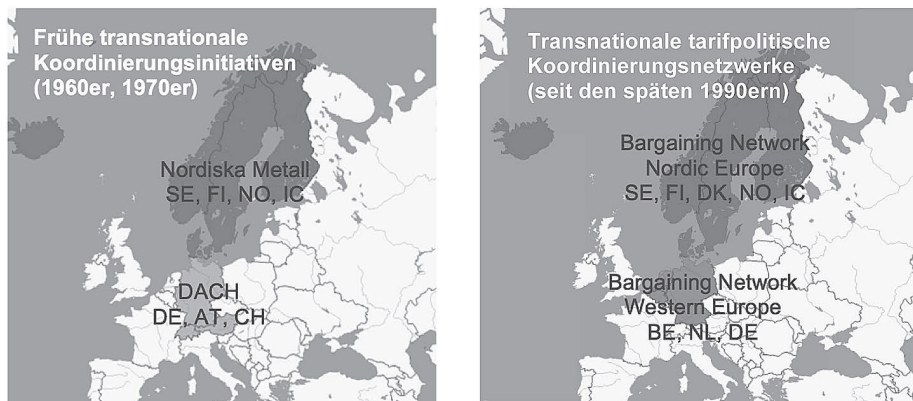 Frühe transnationale
Koordinierungsinitiativen
(1960er, 1970er)
Nordiska Metall
SE, FI, NO, IC
DACH
DE, AT, CH
Transnationale tarifpolitische
Koordinierungsnetzwerke
(seit den späten 1990ern)
Bargaining Network
Nordic Europe
SE, FI, DK, NO, IC
Bargaining Network
Western Europe
BE, NL, DE